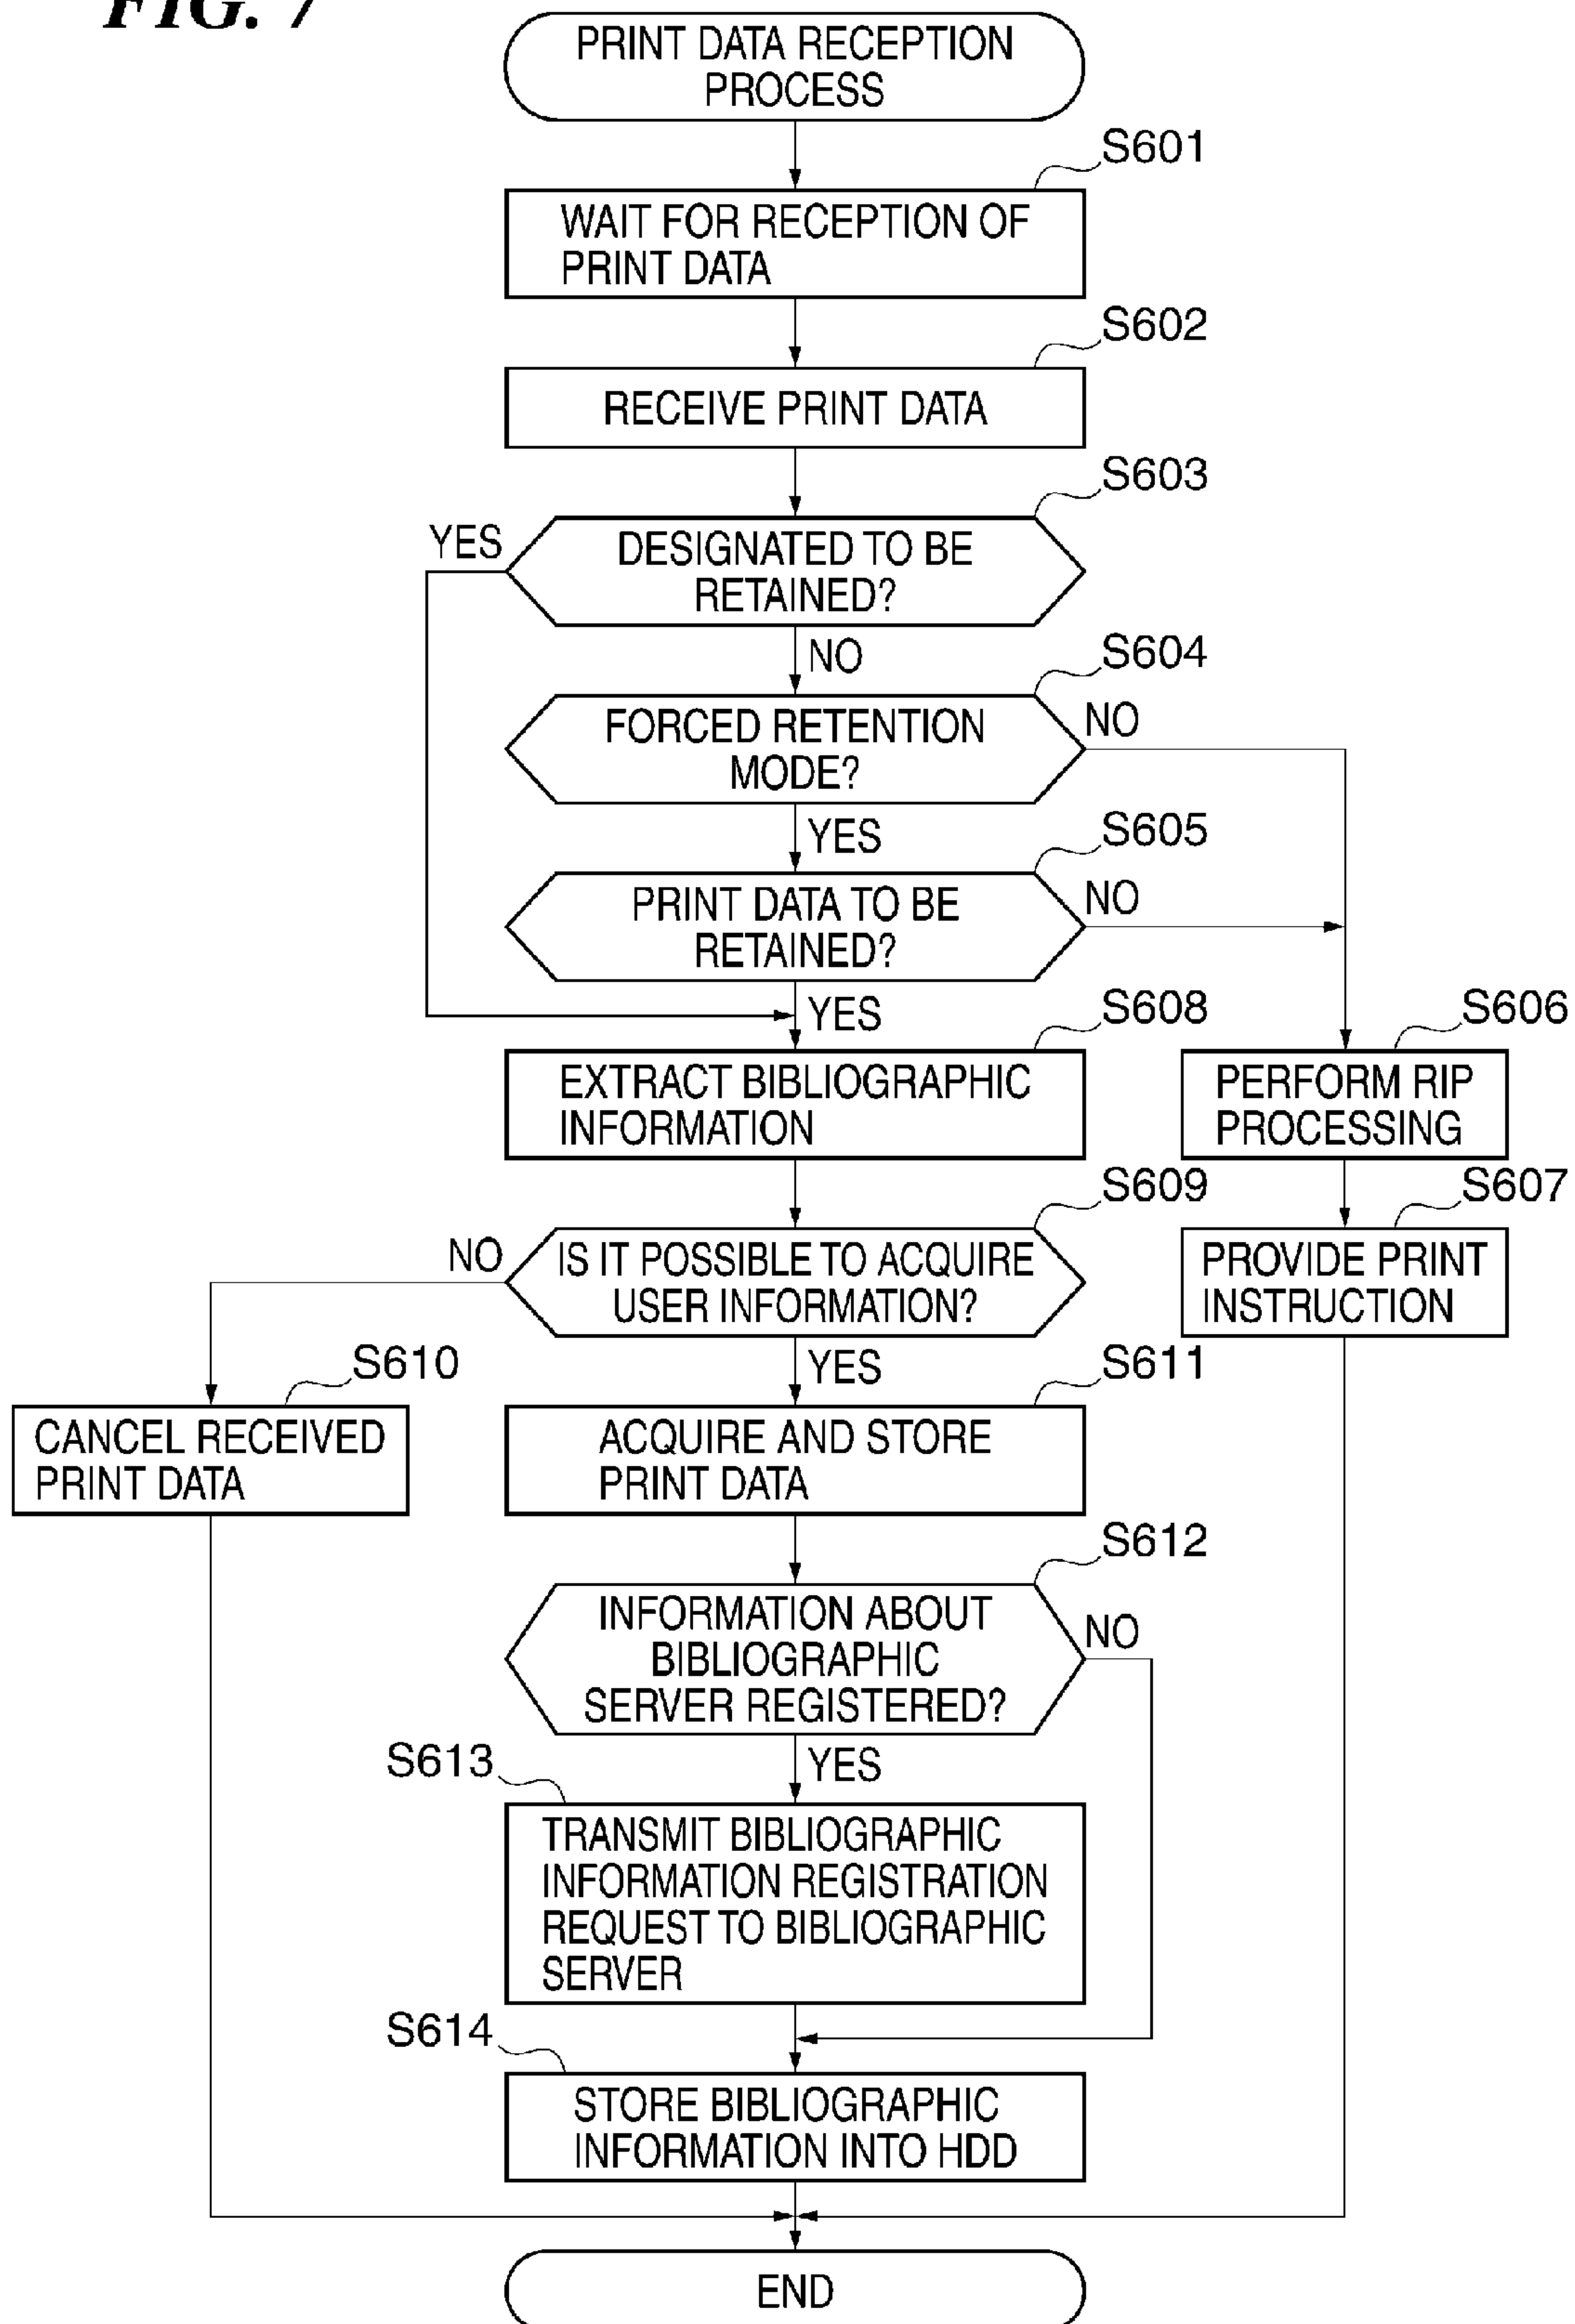 FIG. 7
PRINT DATA RECEPTION
PROCESS
S601
WAIT FOR RECEPTION OF
PRINT DATA
S602
RECEIVE PRINT DATA
S603
YES
DESIGNATED TO BE
RETAINED?
NO
S604
FORCED RETENTION
MODE?
NO
YES
S605
PRINT DATA TO BE
RETAINED?
NO
YES
S608
EXTRACT BIBLIOGRAPHIC
INFORMATION
S606
PERFORM RIP
PROCESSING
S609
NO
IS IT POSSIBLE TO ACQUIRE
USER INFORMATION?
S607
PROVIDE PRINT
INSTRUCTION
YES
S610
CANCEL RECEIVED
PRINT DATA
S611
ACQUIRE AND STORE
PRINT DATA
S612
INFORMATION ABOUT
BIBLIOGRAPHIC
SERVER REGISTERED?
NO
YES
S613
TRANSMIT BIBLIOGRAPHIC
INFORMATION REGISTRATION
REQUEST TO BIBLIOGRAPHIC
SERVER
S614
STORE BIBLIOGRAPHIC
INFORMATION INTO HDD
END